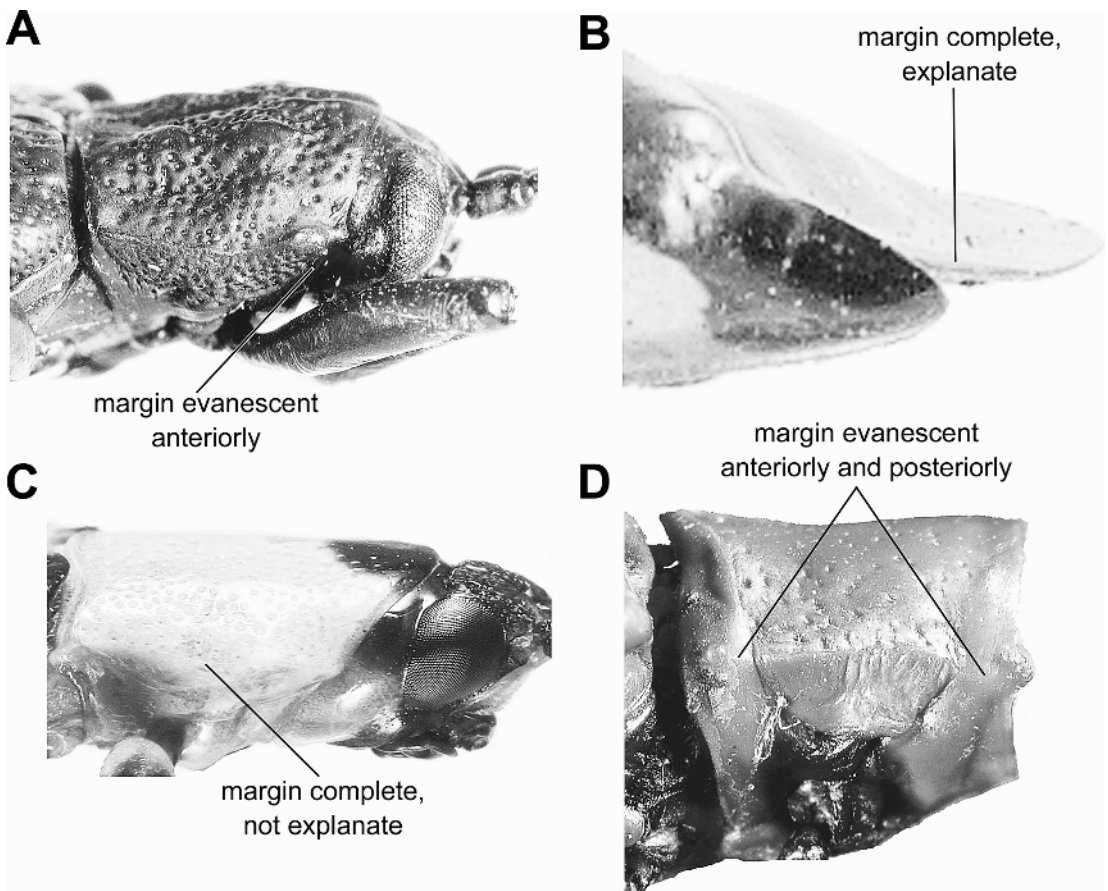 A
margin evanescent
anteriorly
B
margin complete,
explanate
C
margin complete,
not explanate
D
margin evanescent
anteriorly and posteriorly